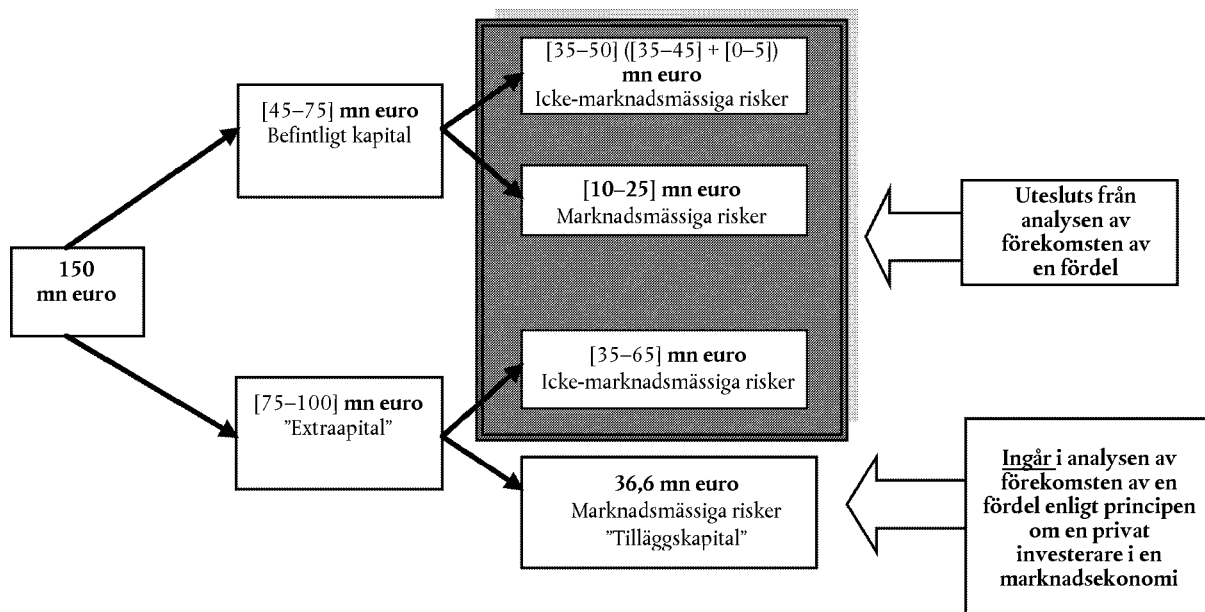 [35–50] ([35–45] + [0–5])
mn euro
Icke-marknadsmässiga risker
[45–75] mn euro
Befintligt kapital
[10–25] mn euro
Marknadsmässiga risker
Utesluts från
analysen av
förekomsten av
en fördel
150
mn euro
[35–65] mn euro
Icke-marknadsmässiga risker
[75–100] mn euro
"Extraapital"
36,6 mn euro
Marknadsmässiga risker
"Tilläggskapital"
Ingår i analysen av
förekomsten av en
fördel enligt principen
om en privat
investerare i en
marknadsekonomi